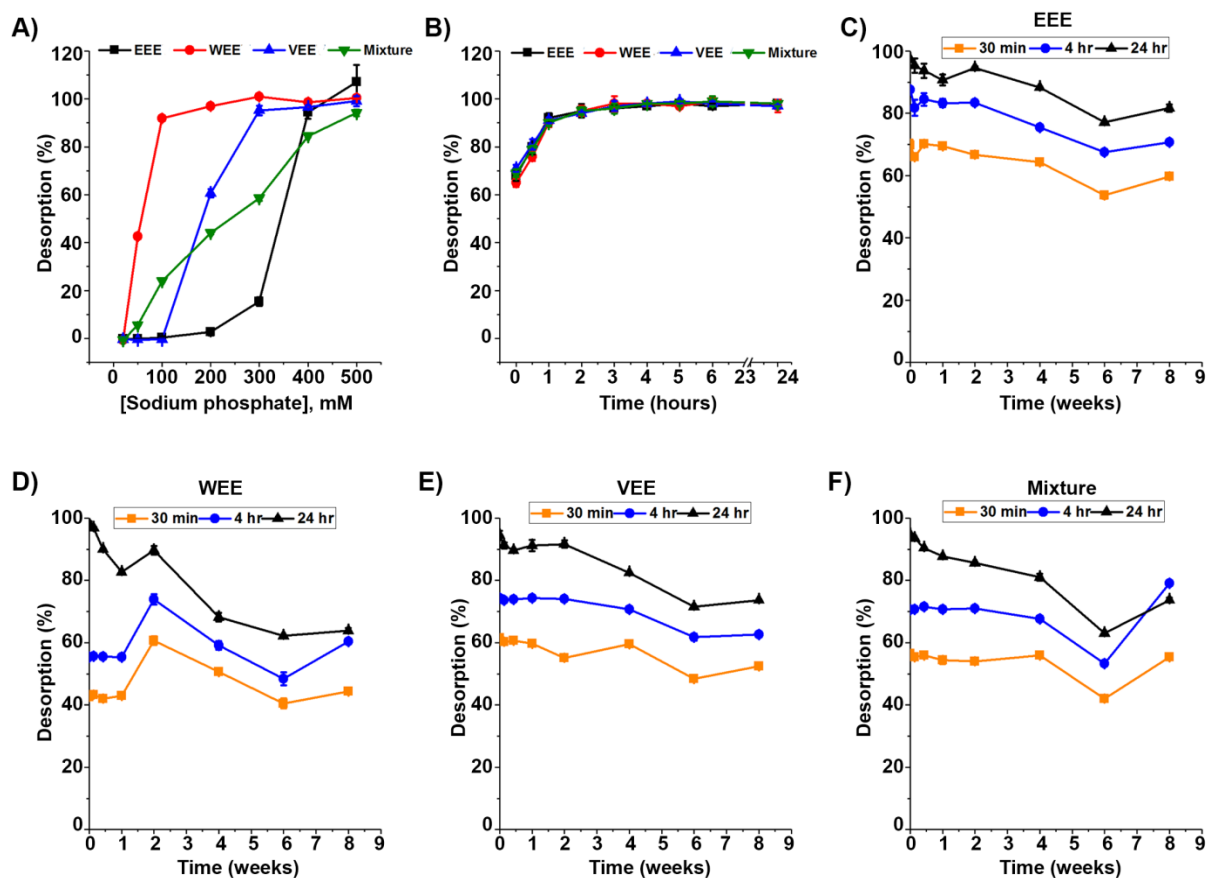 A)
EEE WEE VEE Mixture
120
100
80
60
40
20
0
Desorption (%)
0 100 200 300 400 500
[Sodium phosphate], mM
B)
EEE WEE VEE Mixture
120
100
80
60
40
20
0
Desorption (%)
0 1 2 3 4 5 6 23 24
Time (hours)
C)
EEE
30 min 4 hr 24 hr
100
80
60
40
20
0
Desorption (%)
0 1 2 3 4 5 6 7 8 9
Time (weeks)
D)
WEE
30 min 4 hr 24 hr
100
80
60
40
20
0
Desorption (%)
0 1 2 3 4 5 6 7 8 9
Time (weeks)
E)
VEE
30 min 4 hr 24 hr
100
80
60
40
20
0
Desorption (%)
0 1 2 3 4 5 6 7 8 9
Time (weeks)
F)
Mixture
30 min 4 hr 24 hr
100
80
60
40
20
0
Desorption (%)
0 1 2 3 4 5 6 7 8 9
Time (weeks)